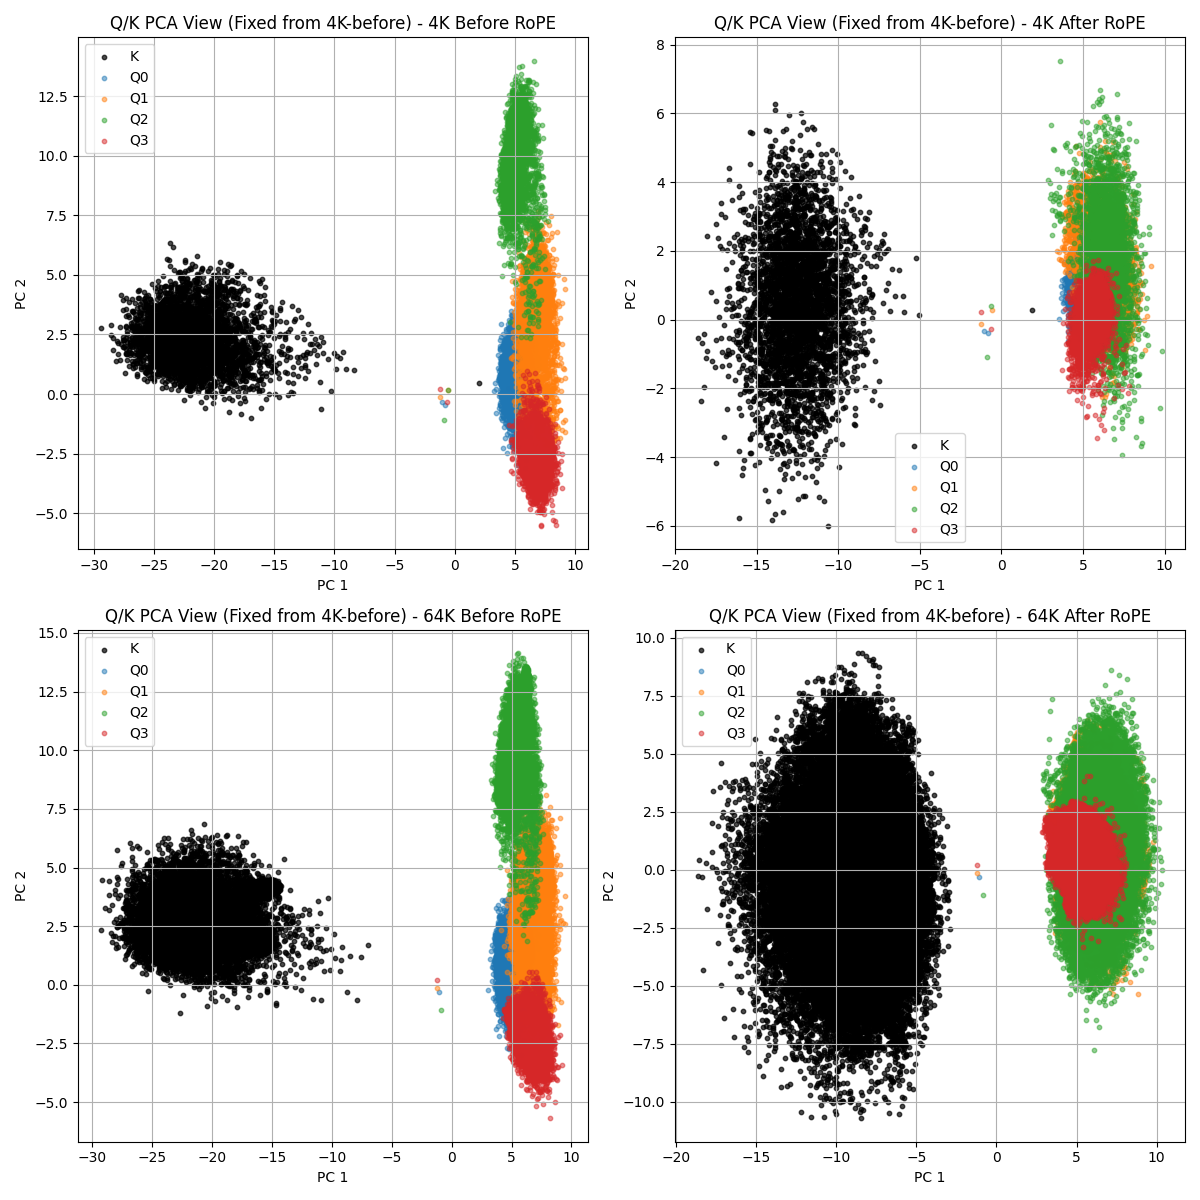 Q/K PCA View (Fixed from 4K-before) - 4K Before RoPE
K
Q0
Q1
Q2
Q3
12.5
10.0
7.5
5.0
2.5
0.0
−2.5
−5.0
PC 2
−30 −25 −20 −15 −10 −5 0 5 10
PC 1
Q/K PCA View (Fixed from 4K-before) - 4K After RoPE
8
6
4
2
0
−2
−4
−6
PC 2
K
Q0
Q1
Q2
Q3
−20 −15 −10 −5 0 5 10
PC 1
Q/K PCA View (Fixed from 4K-before) - 64K Before RoPE
K
Q0
Q1
Q2
Q3
15.0
12.5
10.0
7.5
5.0
2.5
0.0
−2.5
−5.0
PC 2
−30 −25 −20 −15 −10 −5 0 5 10
PC 1
Q/K PCA View (Fixed from 4K-before) - 64K After RoPE
K
Q0
Q1
Q2
Q3
10.0
7.5
5.0
2.5
0.0
−2.5
−5.0
−7.5
−10.0
PC 2
−20 −15 −10 −5 0 5 10
PC 1